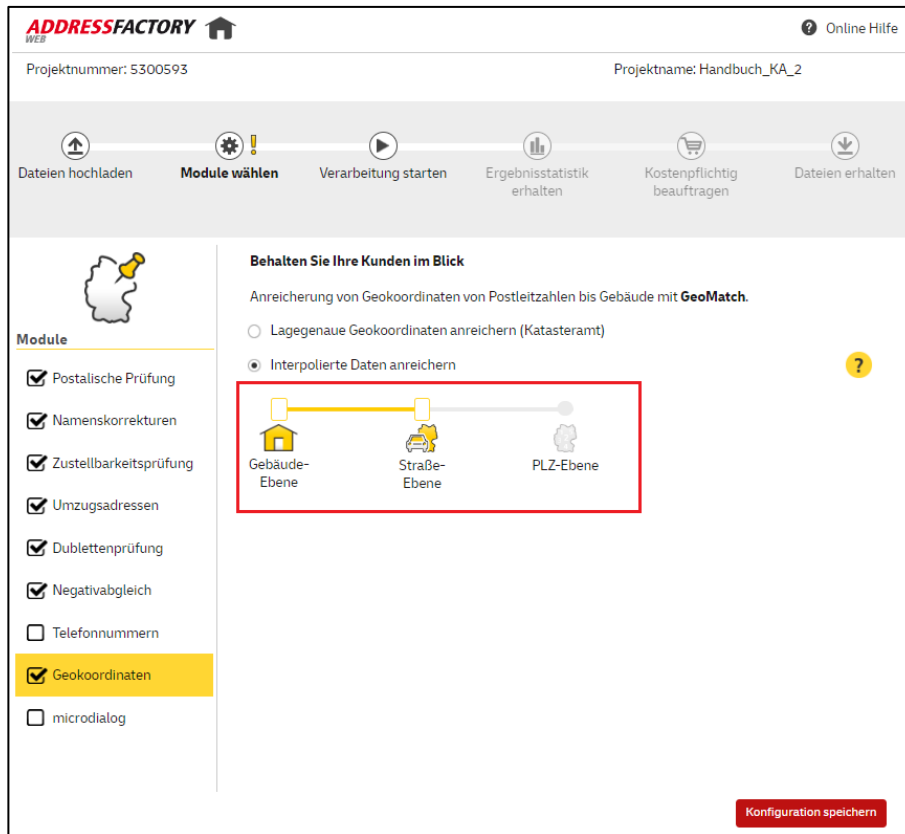 ADDRESSFACTORY
WEB
? Online Hilfe
Projektnummer: 5300593
Projektname: Handbuch_KA_2
!
Dateien hochladen
Module wählen
Verarbeitung starten
Ergebnisstatistik
erhalten
Kostenpflichtig
beauftragen
Dateien erhalten
Module
Postalische Prüfung
Namenskorrekturen
Zustellbarkeitsprüfung
Umzugsadressen
Dublettenprüfung
Negativabgleich
Telefonnummern
Geokoordinaten
microdialog
Behalten Sie Ihre Kunden im Blick
Anreicherung von Geokoordinaten von Postleitzahlen bis Gebäude mit GeoMatch.
Lagegenaue Geokoordinaten anreichern (Katasteramt)
Interpolierte Daten anreichern
?
Gebäude-
Ebene
Straße-
Ebene
PLZ-Ebene
Konfiguration speichern